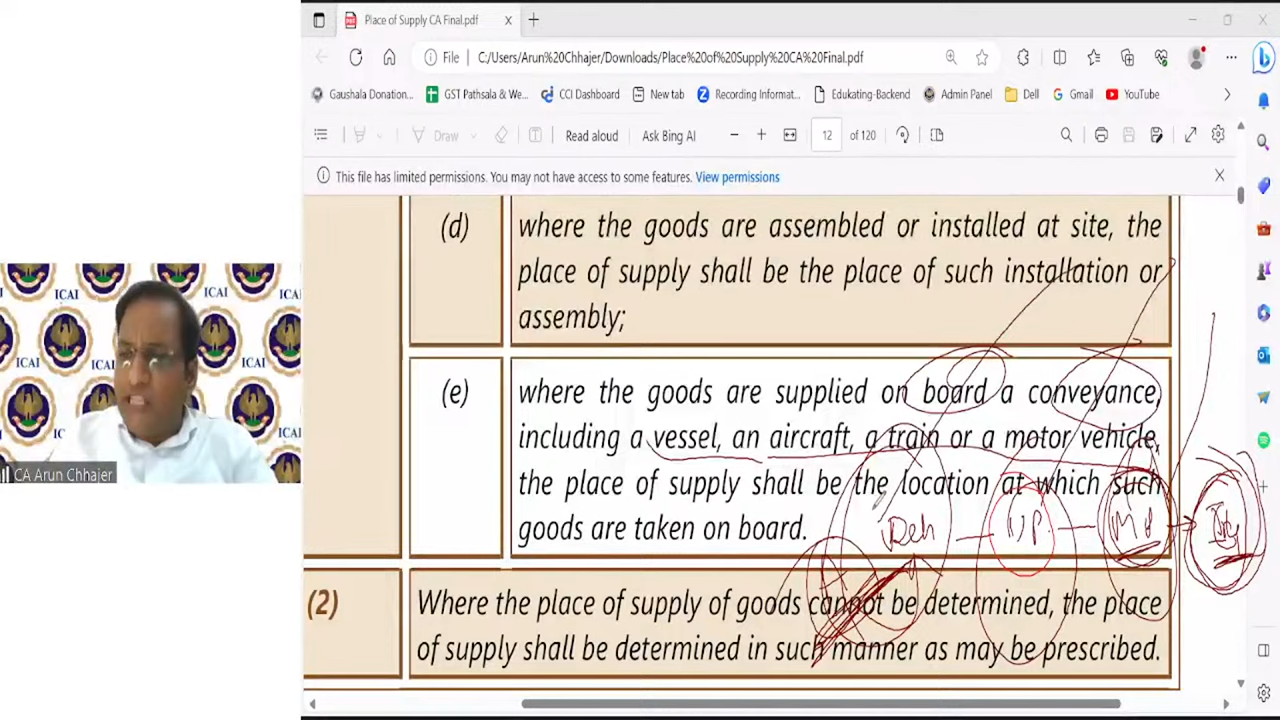 Place of Supply CA Final.pdf
File
C:/Users/Arun%20Chhajer/Downloads/Place%20of%20Supply%20CA%20Final.pdf
Gaushala Donation...
GST Pathsala & We...
CCI Dashboard
New tab
Recording Informat...
Edukating-Backend
Admin Panel
Dell
Gmail
YouTube
Draw
Read aloud
Ask Bing AI
12
of 120
This file has limited permissions. You may not have access to some features. View permissions
(d) where the goods are assembled or installed at site, the
place of supply shall be the place of such installation or
assembly;
(e) where the goods are supplied on board a conveyance,
including a vessel, an aircraft, a train or a motor vehicle,
the place of supply shall be the location at which such
goods are taken on board.
Deh UP
(2) Where the place of supply of goods cannot be determined, the place
of supply shall be determined in such manner as may be prescribed.
ICAI ICAI
ICAI ICAI
ICAI
CA Arun Chhajer